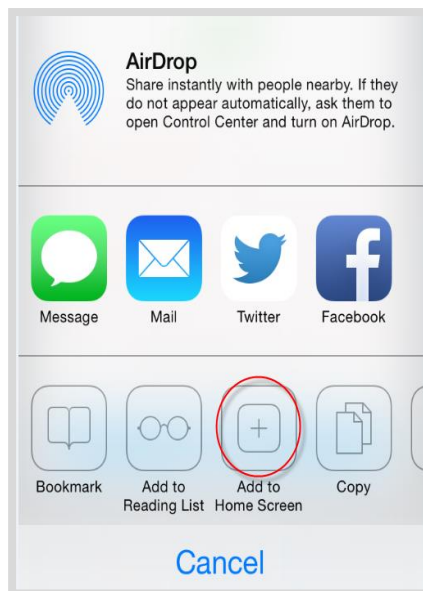 AirDrop
Share instantly with people nearby. If they
do not appear automatically, ask them to
open Control Center and turn on AirDrop.
Message Mail Twitter Facebook
Bookmark Add to Reading List Add to Home Screen Copy
Cancel